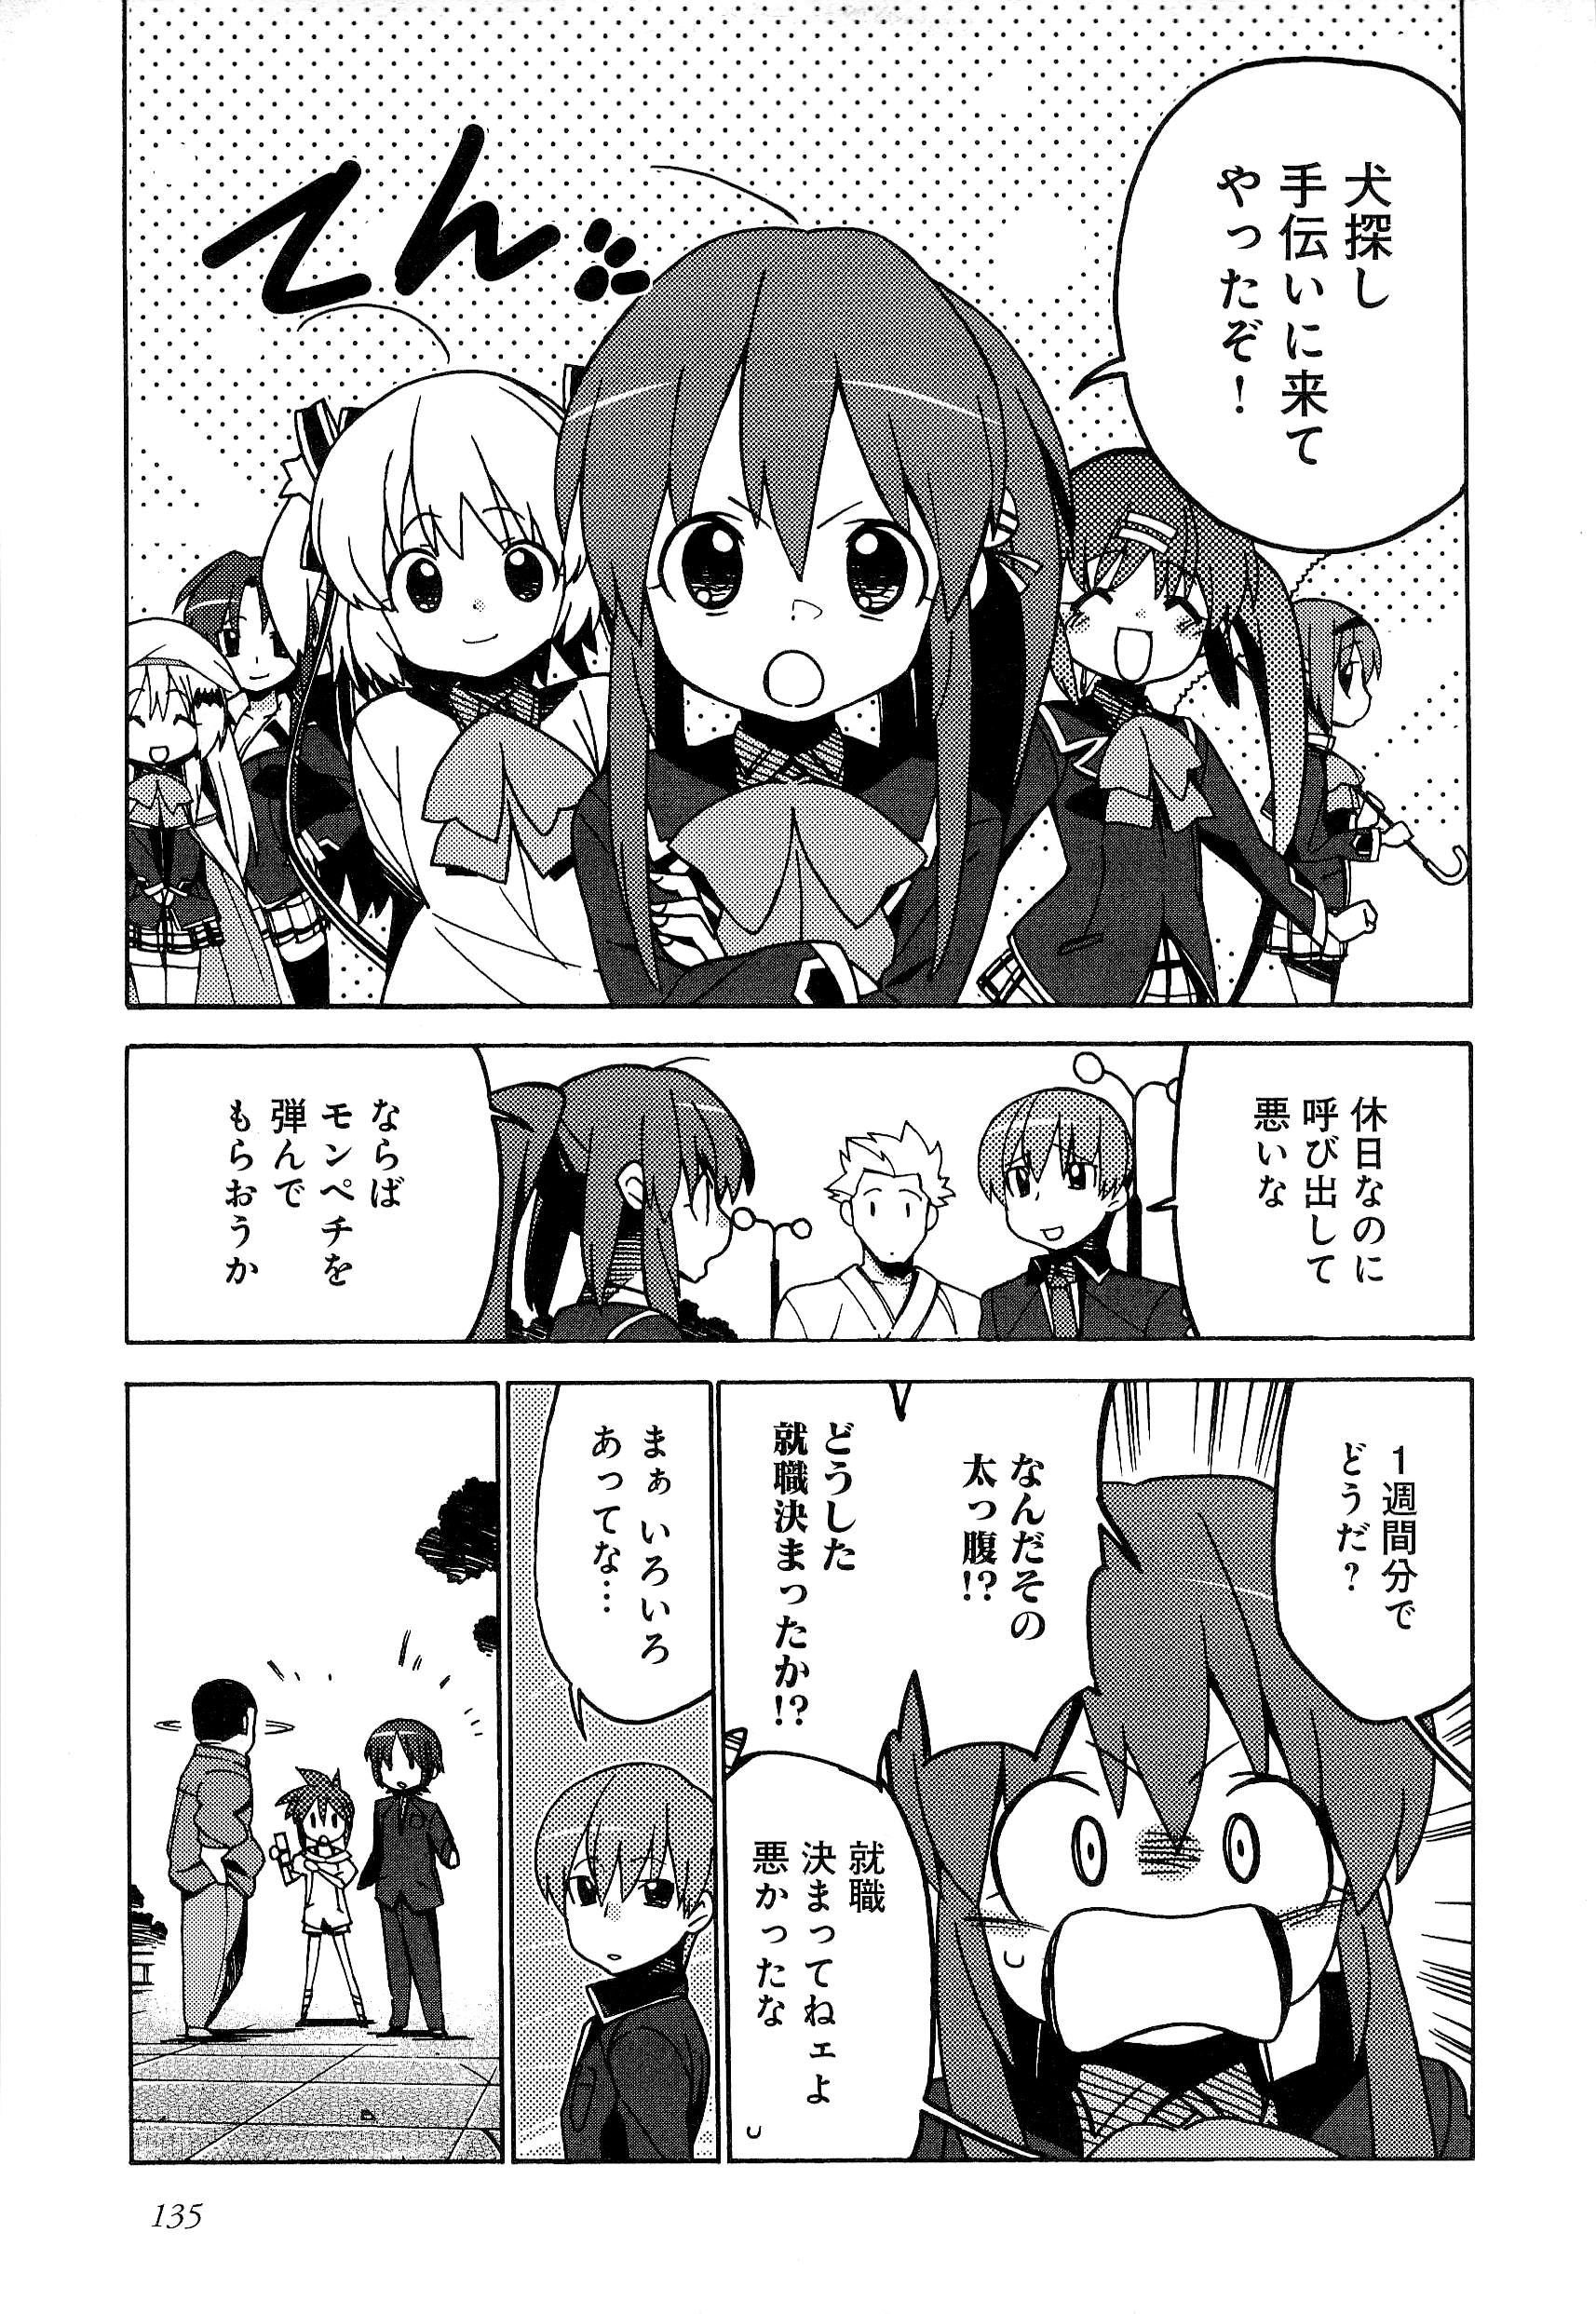 犬探し
手伝いに来て
やったぞ！
てん
休日なのに
呼び出して
悪いな
ならば
モンペチを
弾んで
もらおうか
1週間分で
どうだ？
なんだその
太っ腹!?
どうした
就職決まったか!?
就職
決まってねェよ
悪かったな
まぁ いろいろ
あってな…
135